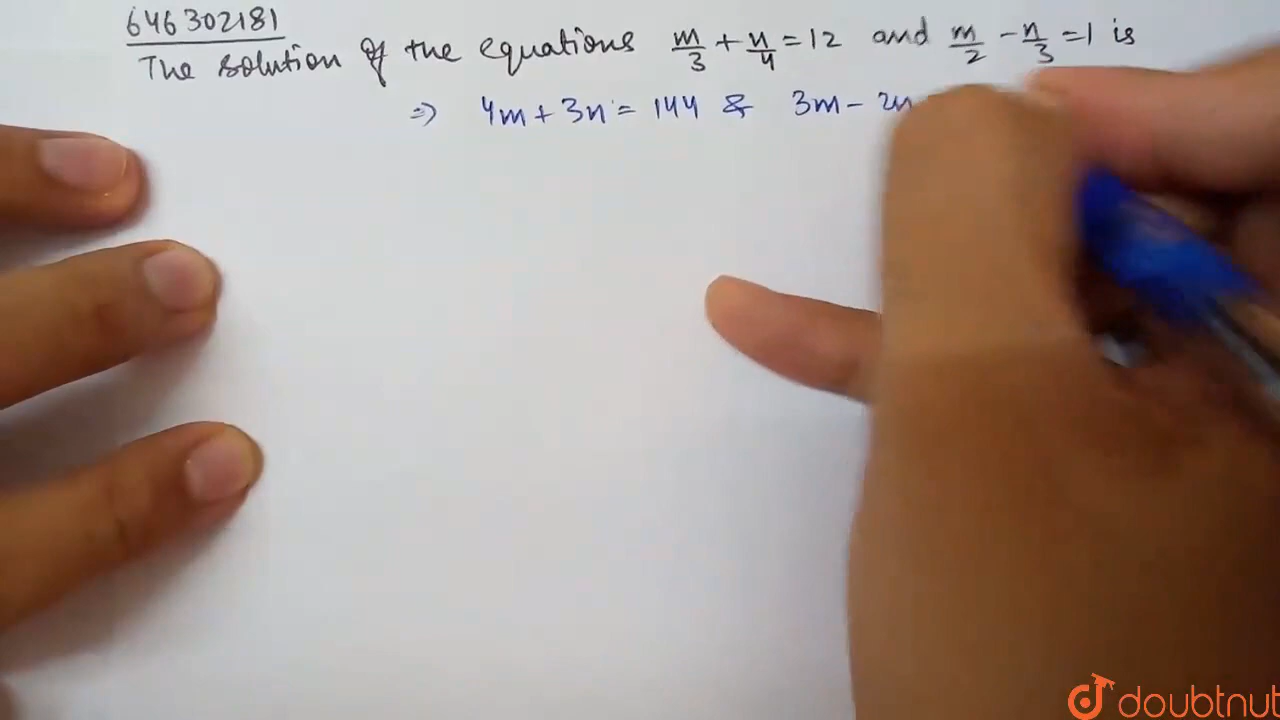 646302181
The solution of the equations m/3 + n/4 = 12 and m/2 - n/3 = 1 is
⇒ 4m + 3n = 144 & 3m - 2n
doubtnut